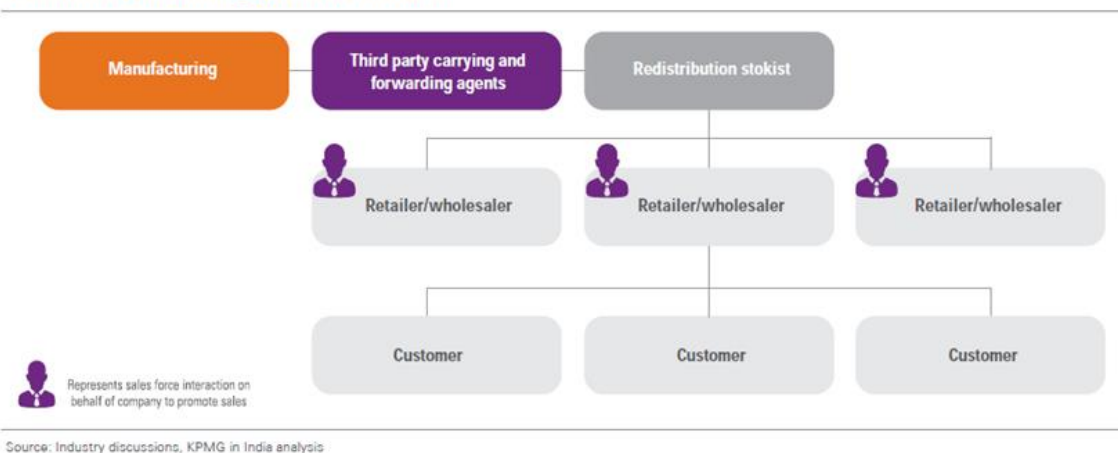 Manufacturing
Third party carrying and
forwarding agents
Redistribution stokist
Retailer/wholesaler
Retailer/wholesaler
Retailer/wholesaler
Customer
Customer
Customer
Represents sales force interaction on
behalf of company to promote sales
Source: Industry discussions, KPMG in India analysis